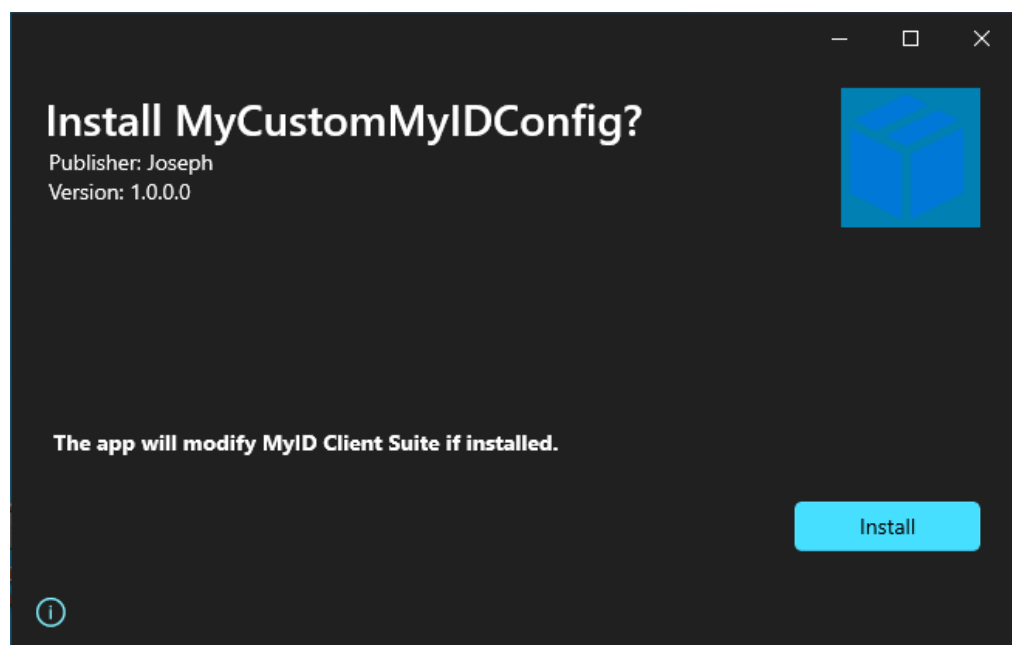 Install MyCustomMyIDConfig?
Publisher: Joseph
Version: 1.0.0.0
The app will modify MyID Client Suite if installed.
Install